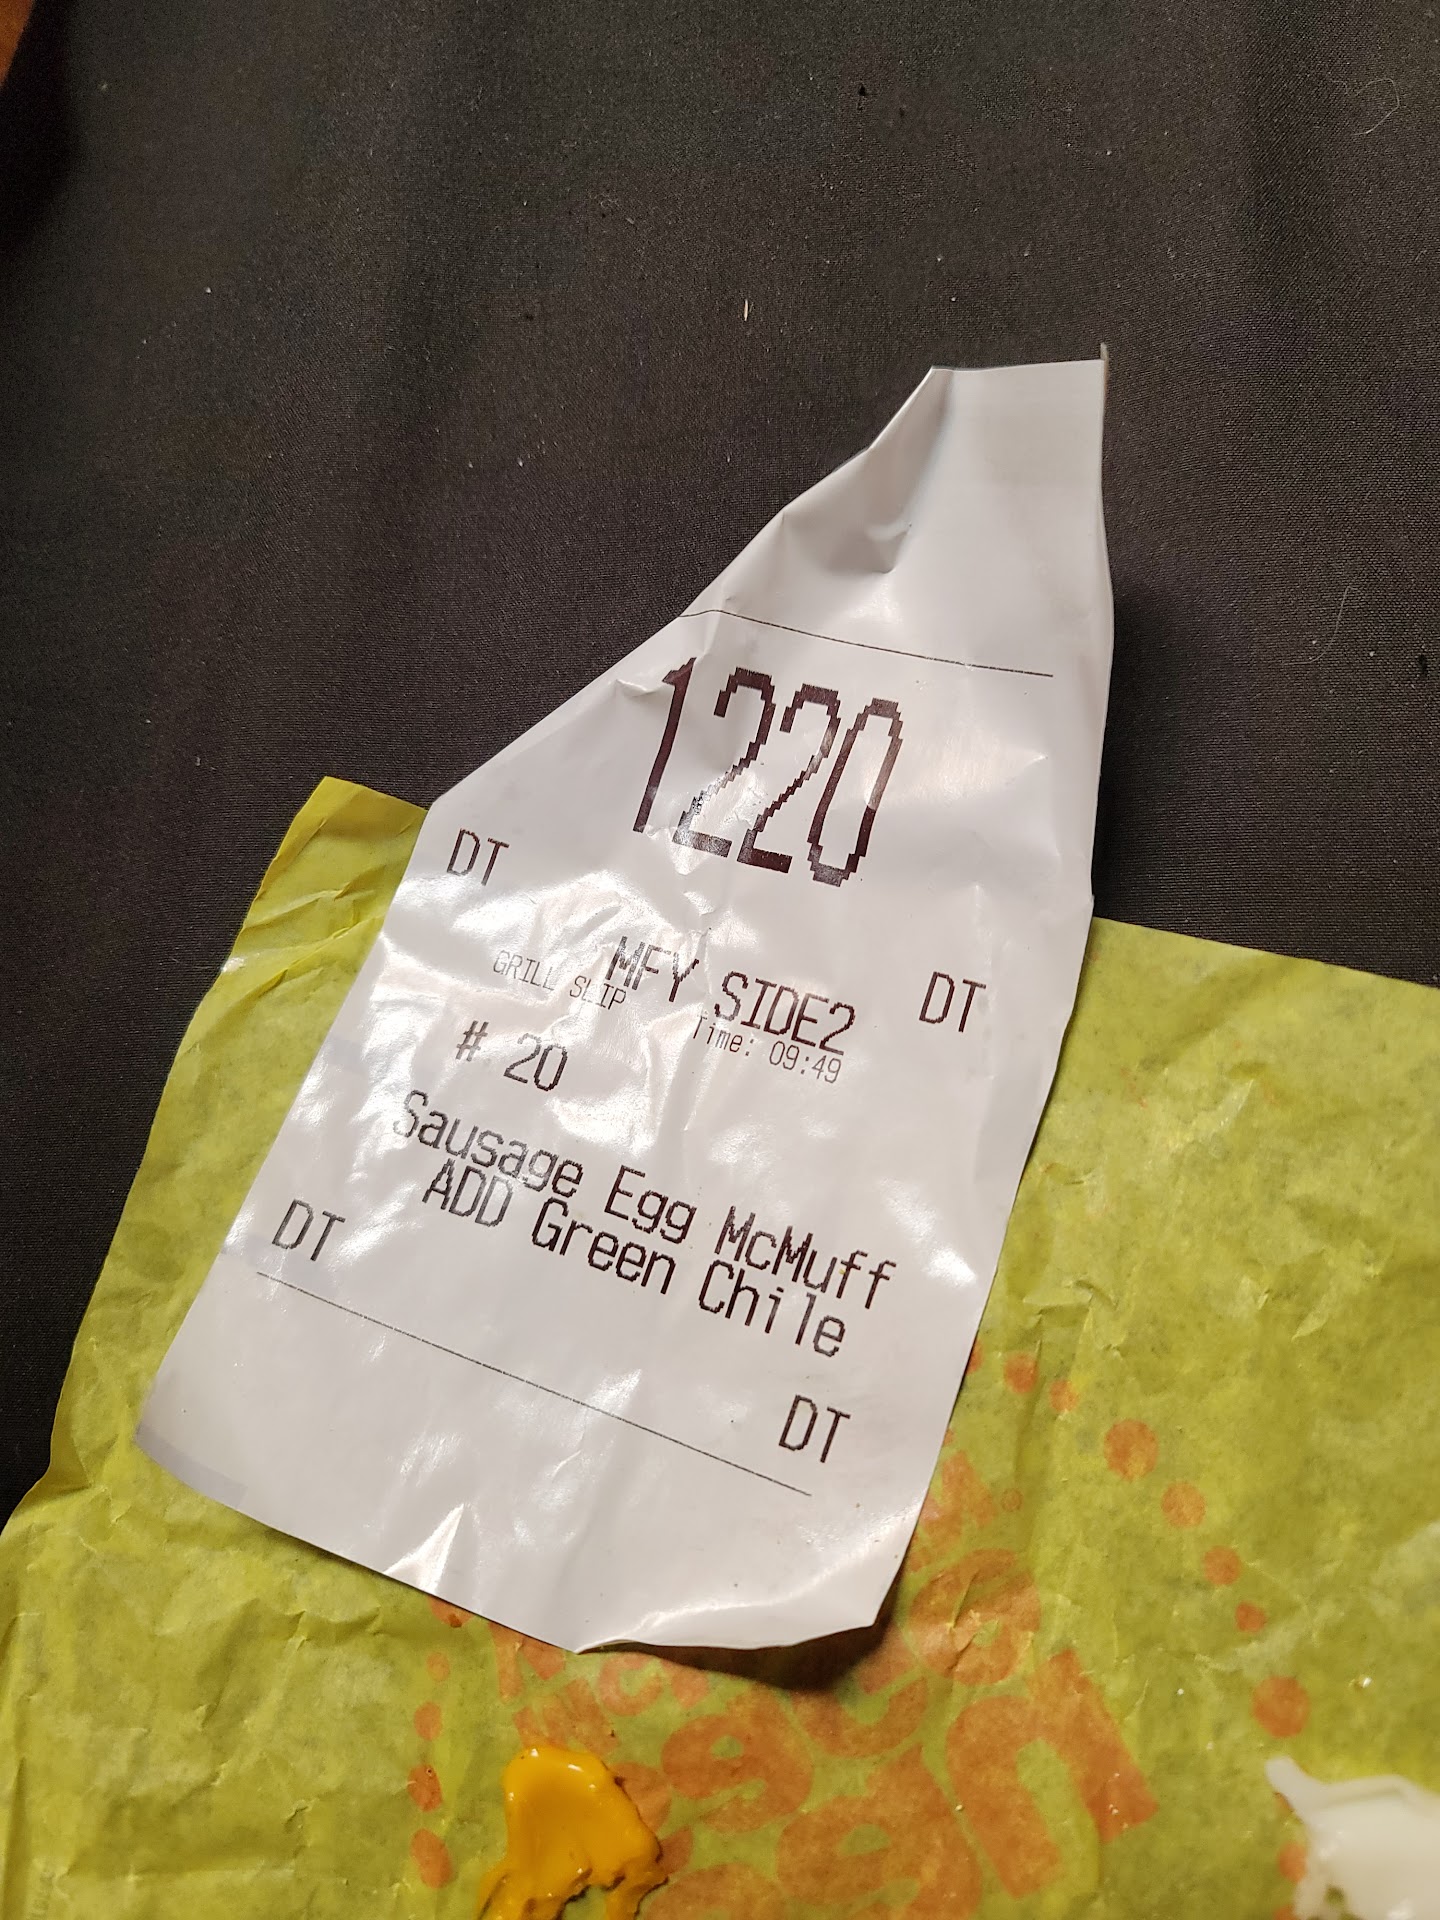 1220
DT
MFY SIDE2
DT
GRILL SLIP
Time: 09:49
# 20
Sausage Egg McMuff
ADD Green Chile
DT
DT